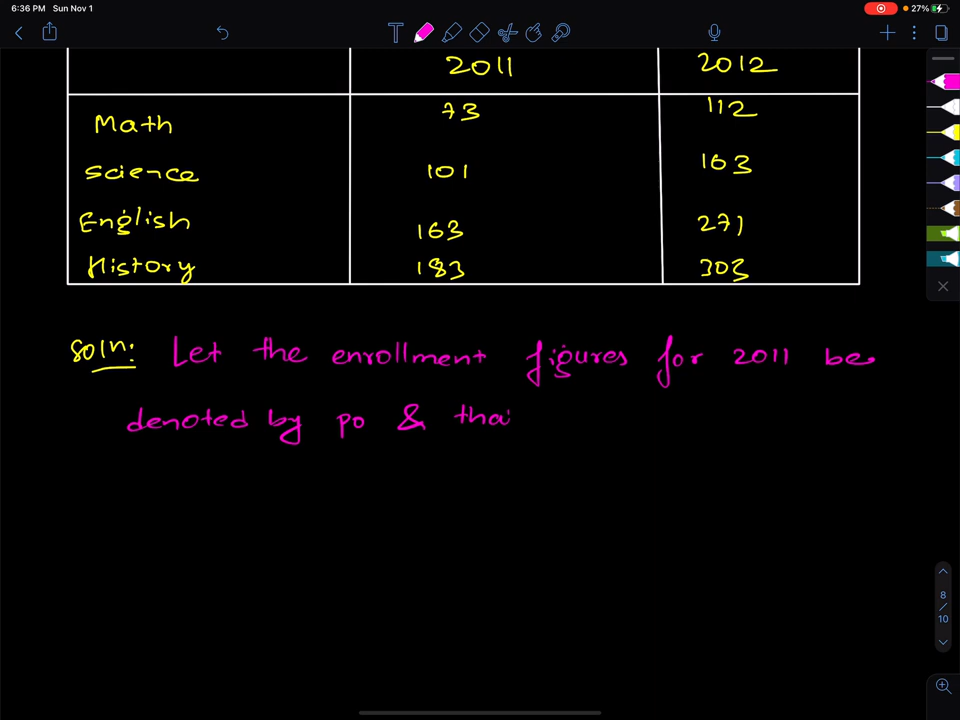 6:36 PM Sun Nov 1 27%
2011 2012
Math 73 112
Science 101 163
English 163 271
History 183 303
Soln: Let the enrollment figures for 2011 be
denoted by po & tha
8
/
10